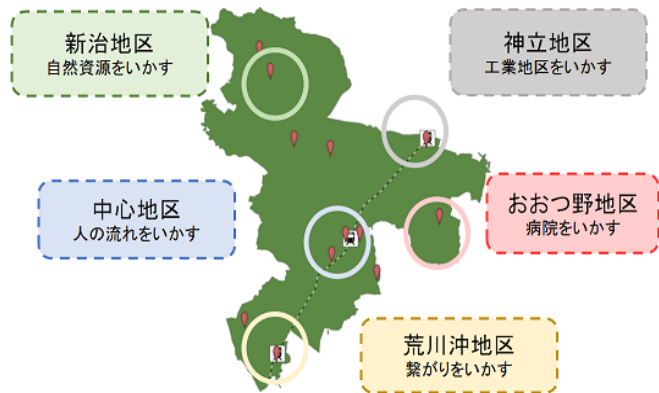 新治地区
自然資源をいかす
神立地区
工業地区をいかす
中心地区
人の流れをいかす
おおつ野地区
病院をいかす
荒川沖地区
繋がりをいかす